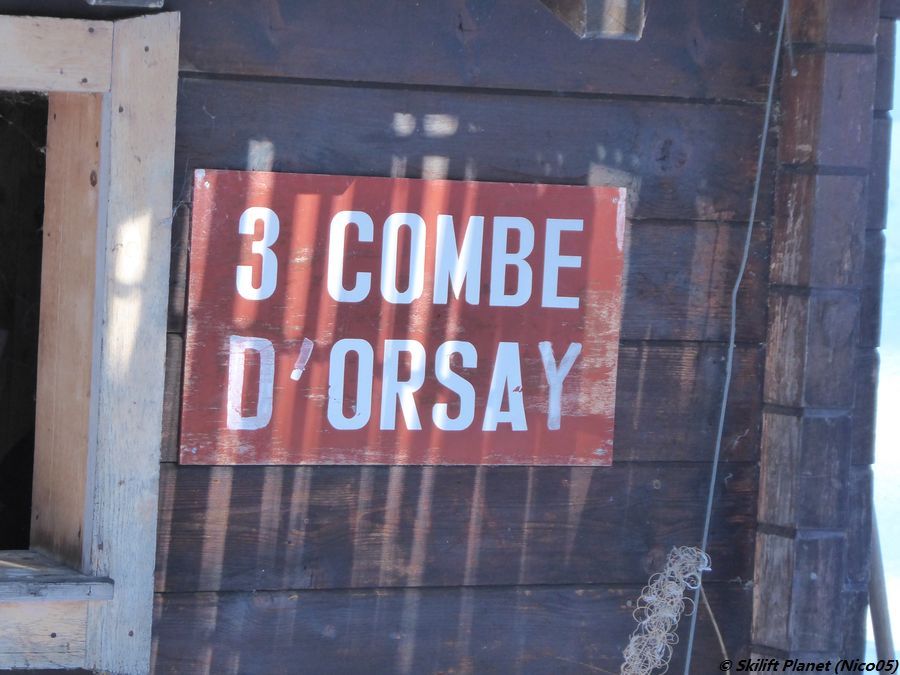 3 COMBE
D'ORSAY
© Skilift Planet (Nico05)